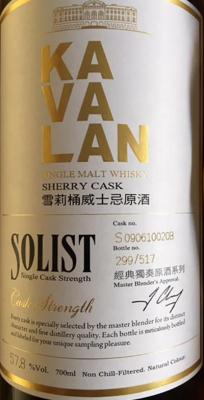 KA
VA
LAN
SINGLE MALT WHISKY
SHERRY CASK
雪莉桶威士忌原酒
Cask no.
S090610020B
Bottle no.
299/517
SOLIST
Single Cask Strength
經典獨奏原酒系列
Master Blender's Approval.
Cask Strength
Every cask is specially selected by the master blender for its distinct
character and fine distillery quality. Each bottle is meticulously bottled
and labelled for your unique sampling pleasure.
57.8 %Vol. 700ml Non Chill-Filtered. Natural Colour.